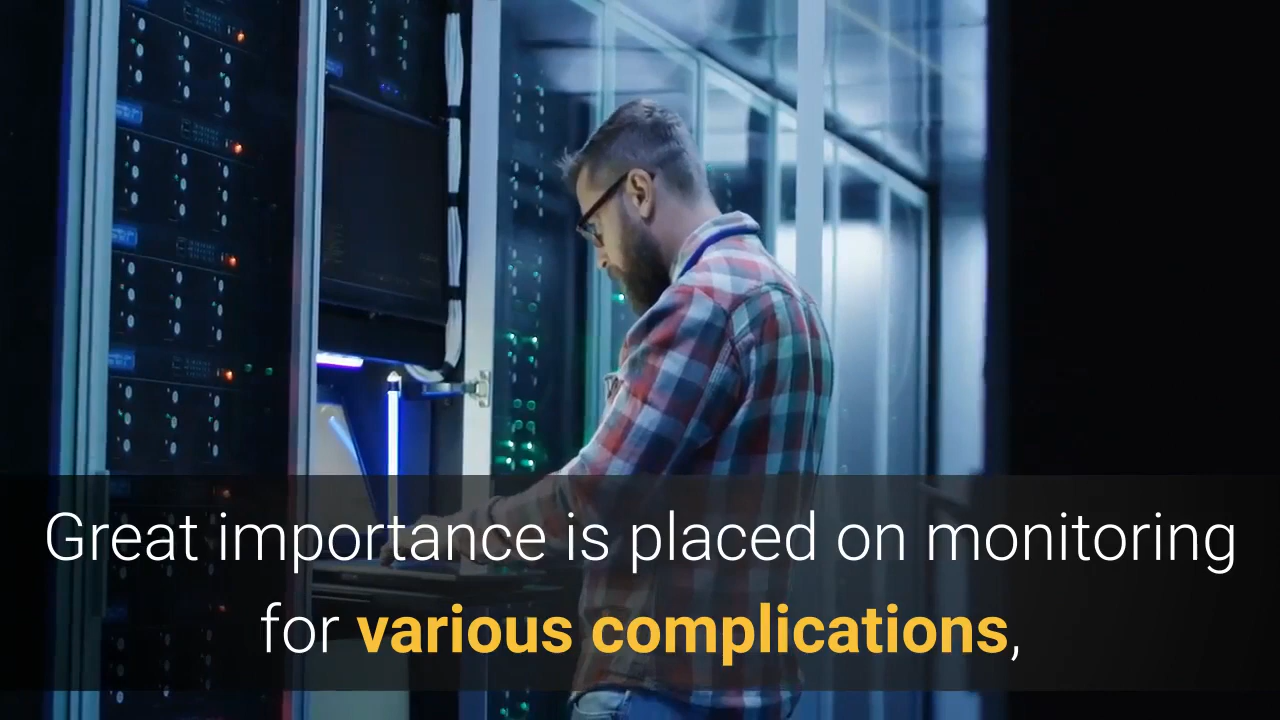 Great importance is placed on monitoring
for various complications,